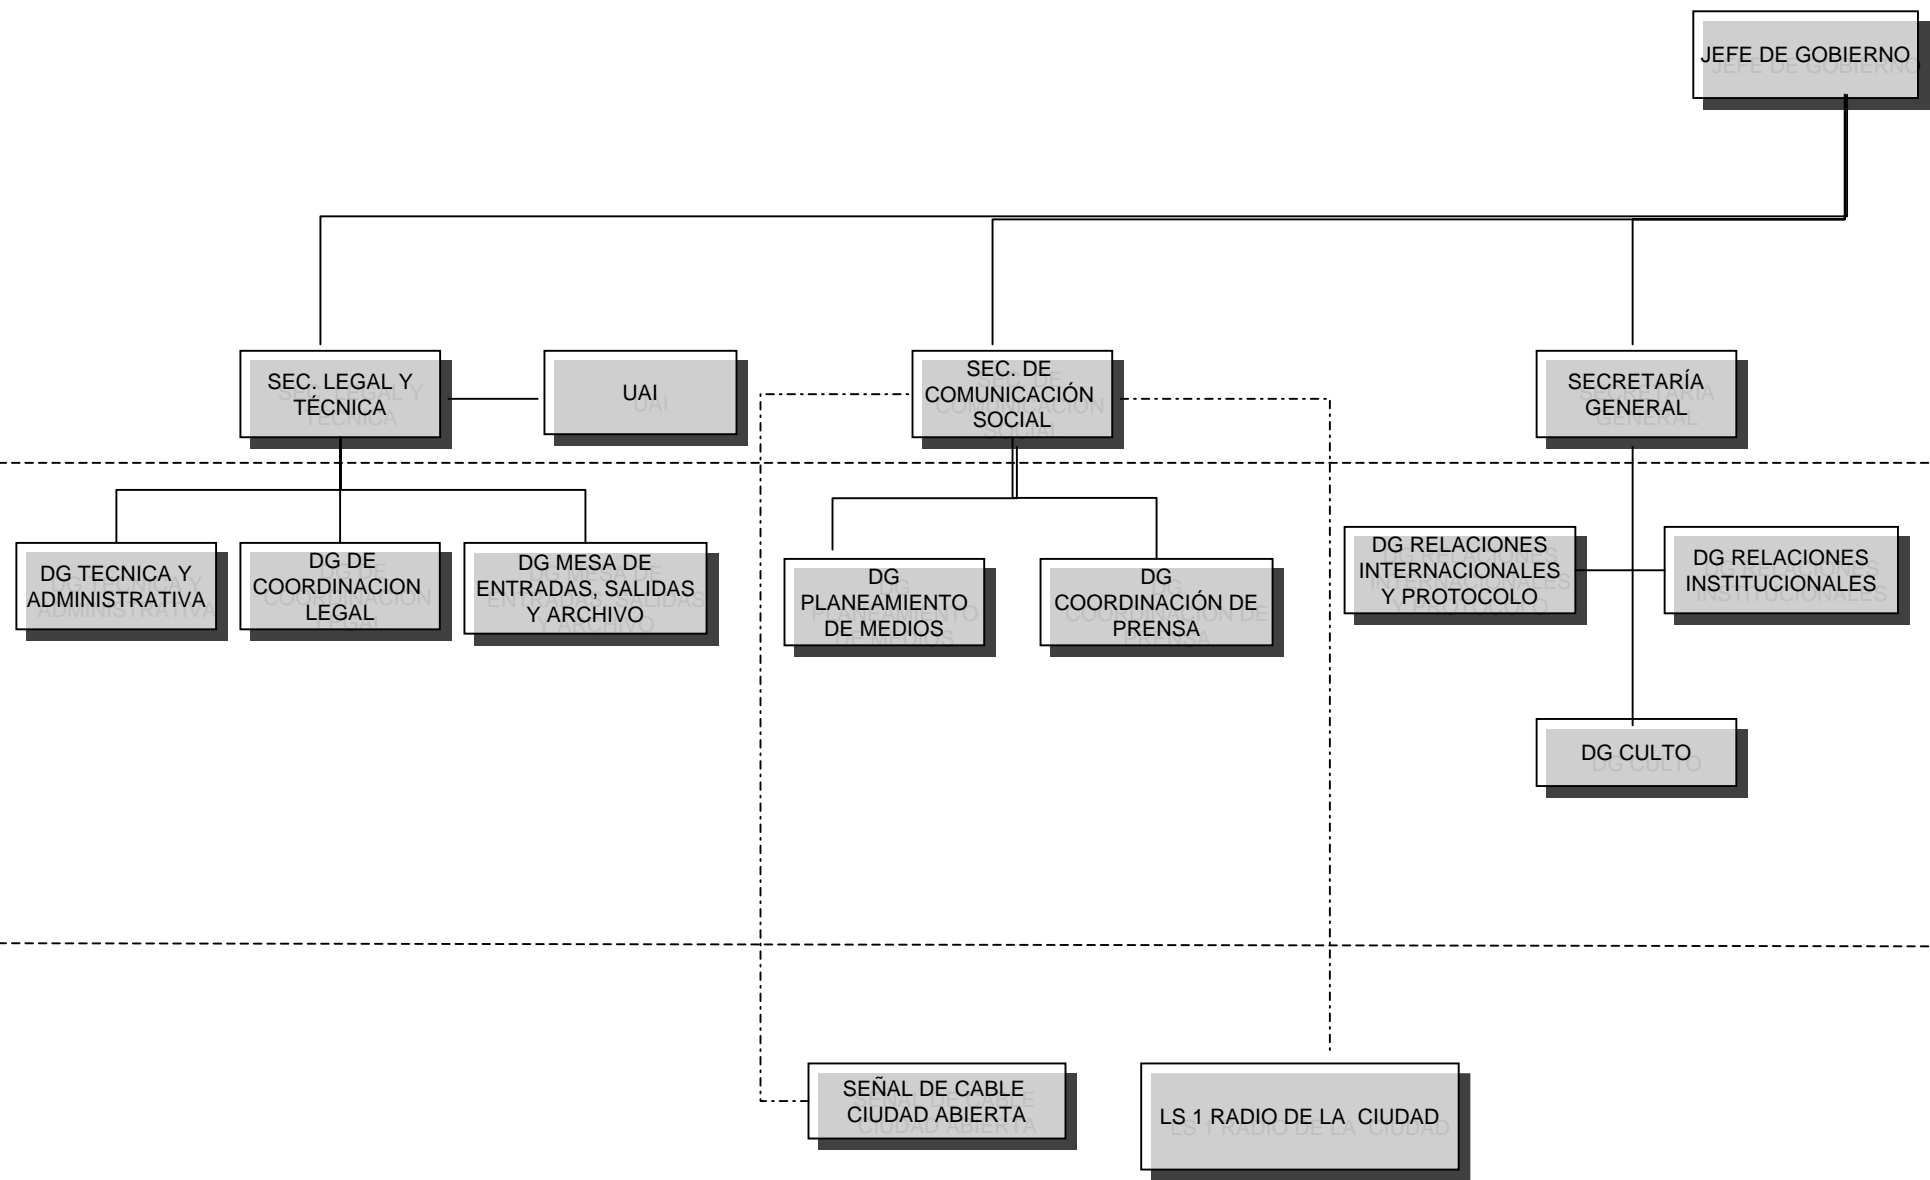 JEFE DE GOBIERNO
SEC. LEGAL Y
TÉCNICA
UAI
SEC. DE
COMUNICACIÓN
SOCIAL
SECRETARÍA
GENERAL
DG TECNICA Y
ADMINISTRATIVA
DG DE
COORDINACION
LEGAL
DG MESA DE
ENTRADAS, SALIDAS
Y ARCHIVO
DG
PLANEAMIENTO
DE MEDIOS
DG
COORDINACIÓN DE
PRENSA
DG RELACIONES
INTERNACIONALES
Y PROTOCOLO
DG RELACIONES
INSTITUCIONALES
DG CULTO
SEÑAL DE CABLE
CIUDAD ABIERTA
LS 1 RADIO DE LA  CIUDAD